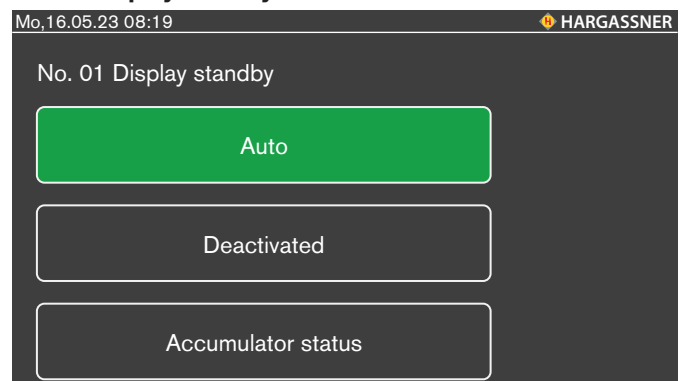 Mo,16.05.23 08:19 HARGASSNER
No. 01 Display standby
Auto
Deactivated
Accumulator status